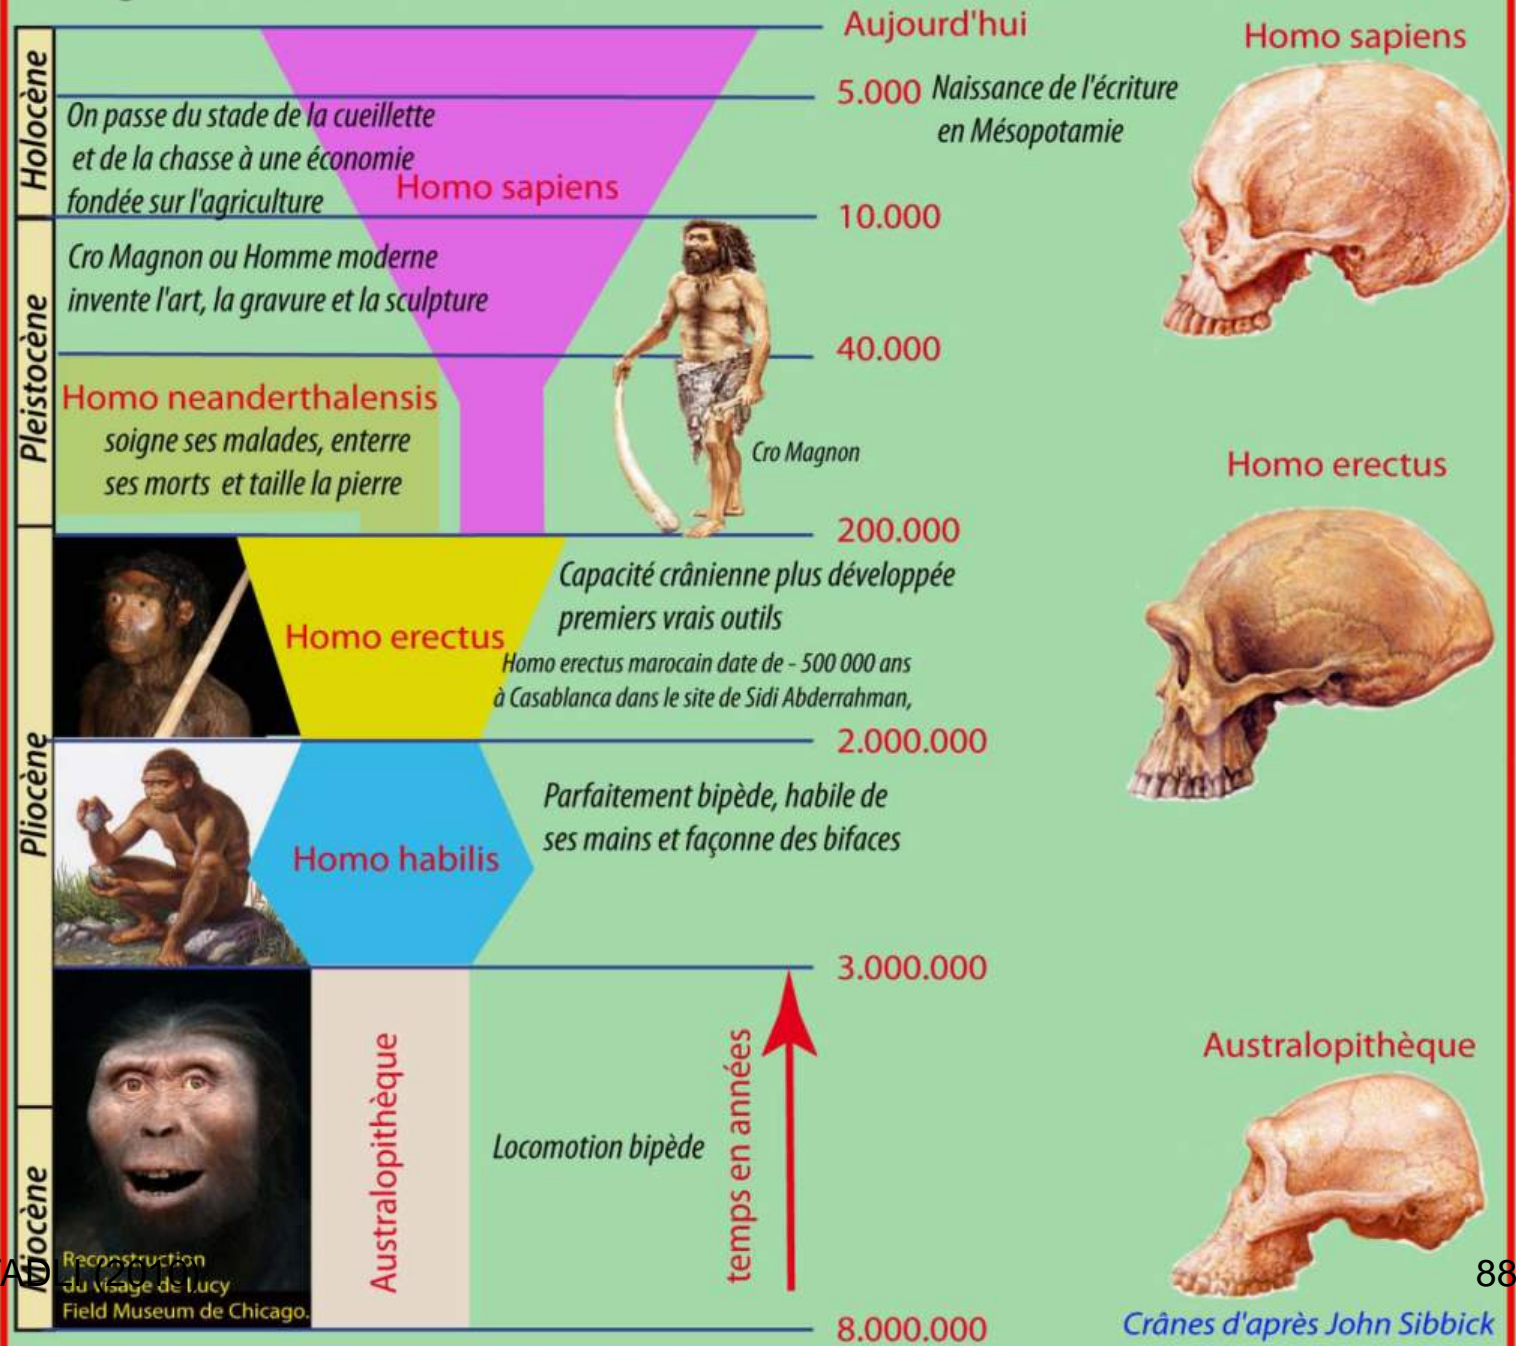 Aujourd'hui
Homo sapiens
Holocène
5.000 Naissance de l'écriture
en Mésopotamie
On passe du stade de la cueillette
et de la chasse à une économie
fondée sur l'agriculture
Homo sapiens
10.000
Pleistocène
Cro Magnon ou Homme moderne
invente l'art, la gravure et la sculpture
40.000
Homo neanderthalensis
soigne ses malades, enterre
ses morts et taille la pierre
Cro Magnon
Homo erectus
200.000
Pliocène
Capacité crânienne plus développée
premiers vrais outils
Homo erectus
Homo erectus marocain date de - 500 000 ans
à Casablanca dans le site de Sidi Abderrahman,
2.000.000
Parfaitement bipède, habile de
ses mains et façonne des bifaces
Homo habilis
3.000.000
temps en années
Australopithèque
Australopithèque
Locomotion bipède
Miocène
Reconstruction
du visage de Lucy
Field Museum de Chicago.
(2010)
88
8.000.000
Crânes d'après John Sibbick